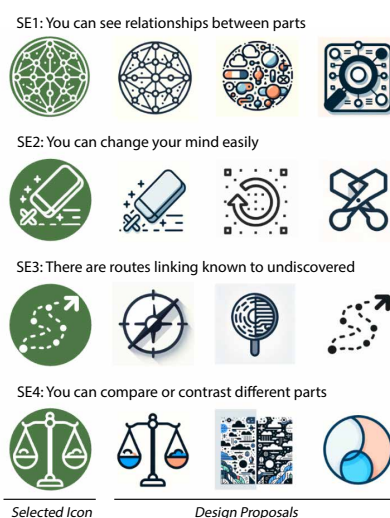 SE1: You can see relationships between parts
SE2: You can change your mind easily
SE3: There are routes linking known to undiscovered
SE4: You can compare or contrast different parts
Selected Icon
Design Proposals